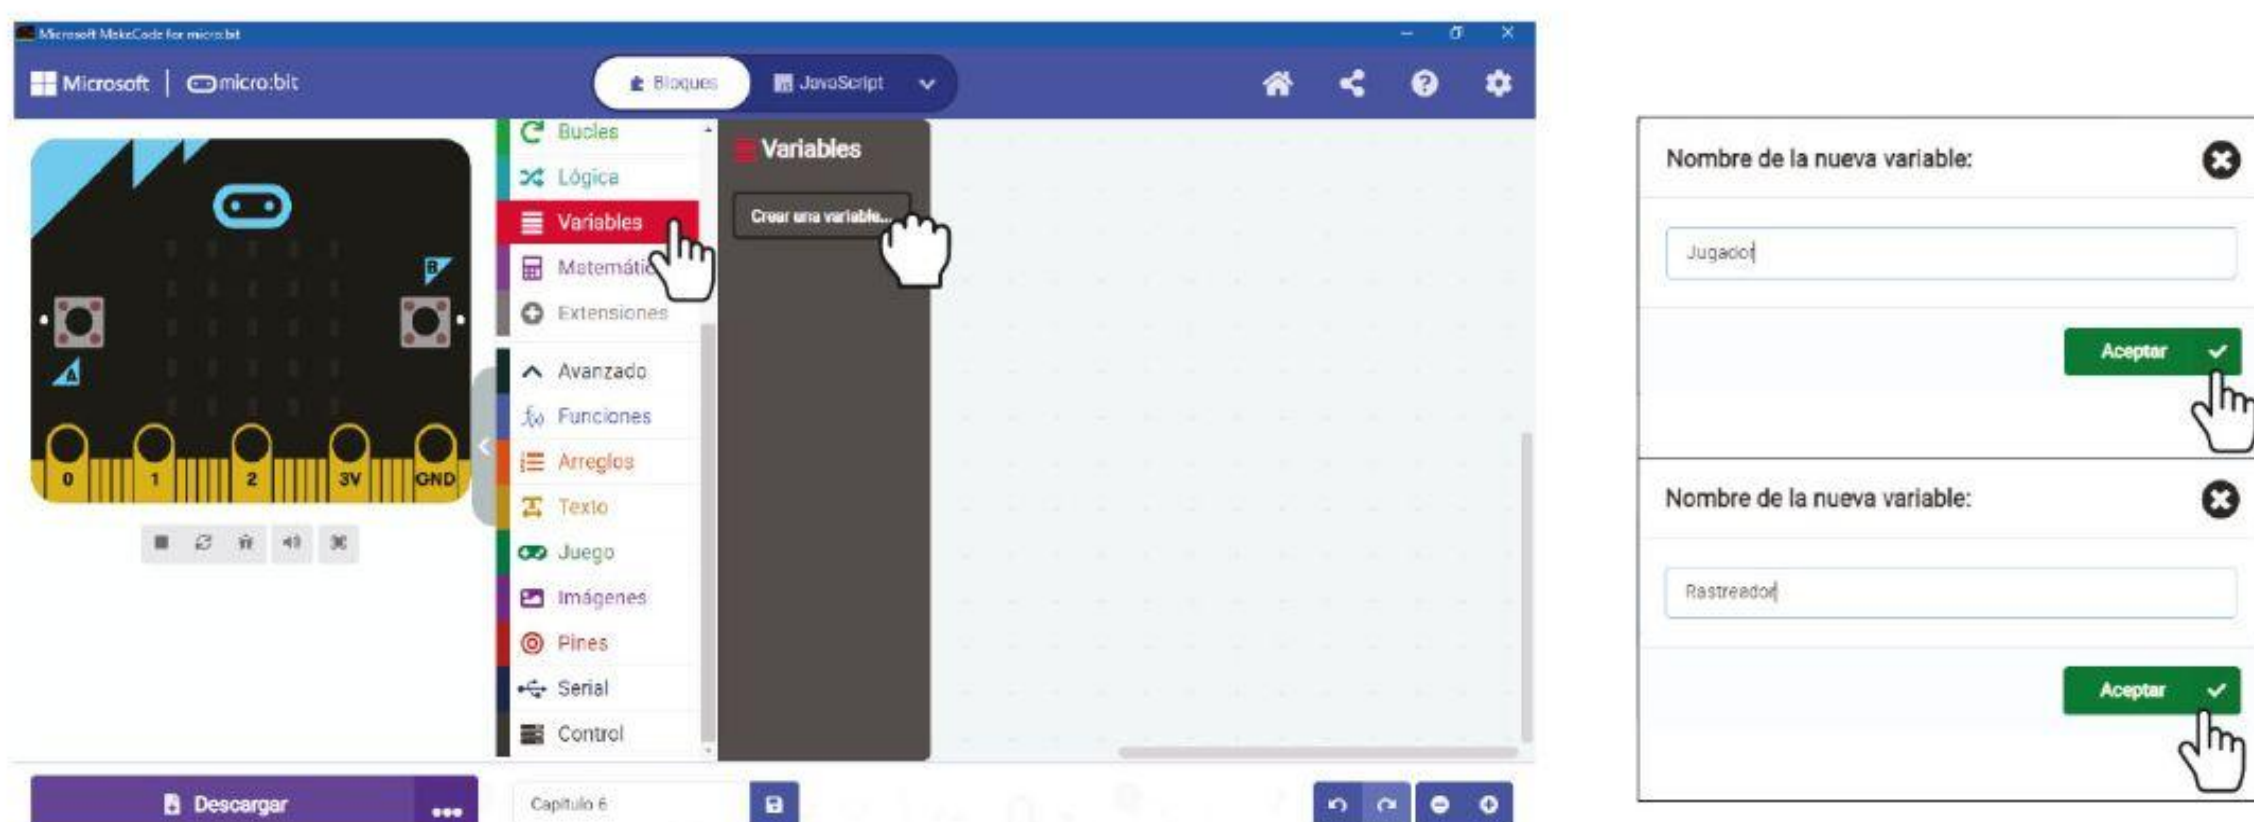 Microsoft MakeCode for micro:bit
Microsoft | micro:bit
Bloques
JavaScript
Bucles
Lógica
Variables
Matemátic
Extensiones
Avanzado
Funciones
Arreglos
Texto
Juego
Imágenes
Pines
Serial
Control
Variables
Crear una variable...
B
A
0 1 2 3V GND
Descargar
Capitulo 6
Nombre de la nueva variable:
Jugador
Aceptar
Nombre de la nueva variable:
Rastreador
Aceptar